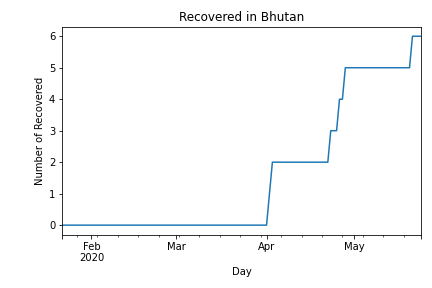 Recovered in Bhutan
Number of Recovered
6
5
4
3
2
1
0
Feb
2020
Mar
Apr
May
Day